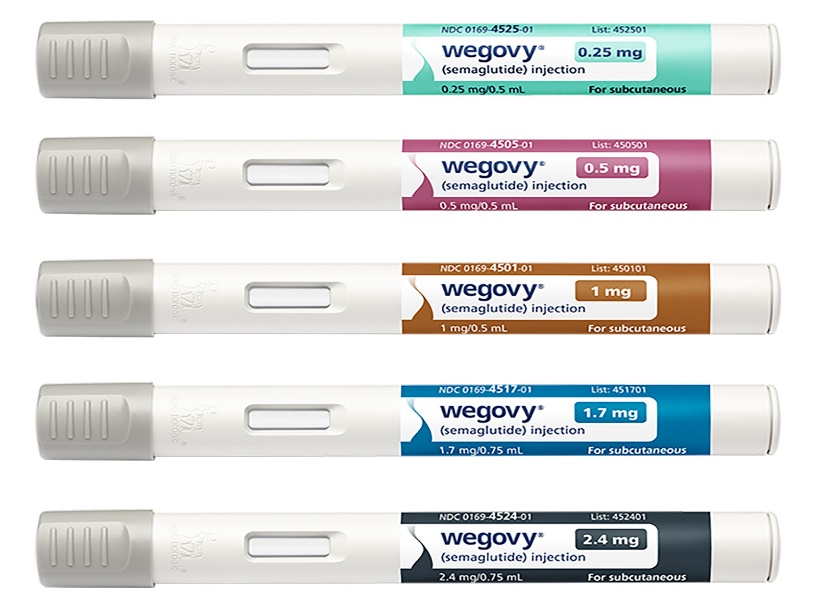 NDC 0169-4525-01 List: 452501
wegovy® 0.25 mg
(semaglutide) injection
0.25 mg/0.5 mL For subcutaneous
NDC 0169-4505-01 List: 450501
wegovy® 0.5 mg
(semaglutide) injection
0.5 mg/0.5 mL For subcutaneous
NDC 0169-4501-01 List: 450101
wegovy® 1 mg
(semaglutide) injection
1 mg/0.5 mL For subcutaneous
NDC 0169-4517-01 List: 451701
wegovy® 1.7 mg
(semaglutide) injection
1.7 mg/0.75 mL For subcutaneous
NDC 0169-4524-01 List: 452401
wegovy® 2.4 mg
(semaglutide) injection
2.4 mg/0.75 mL For subcutaneous